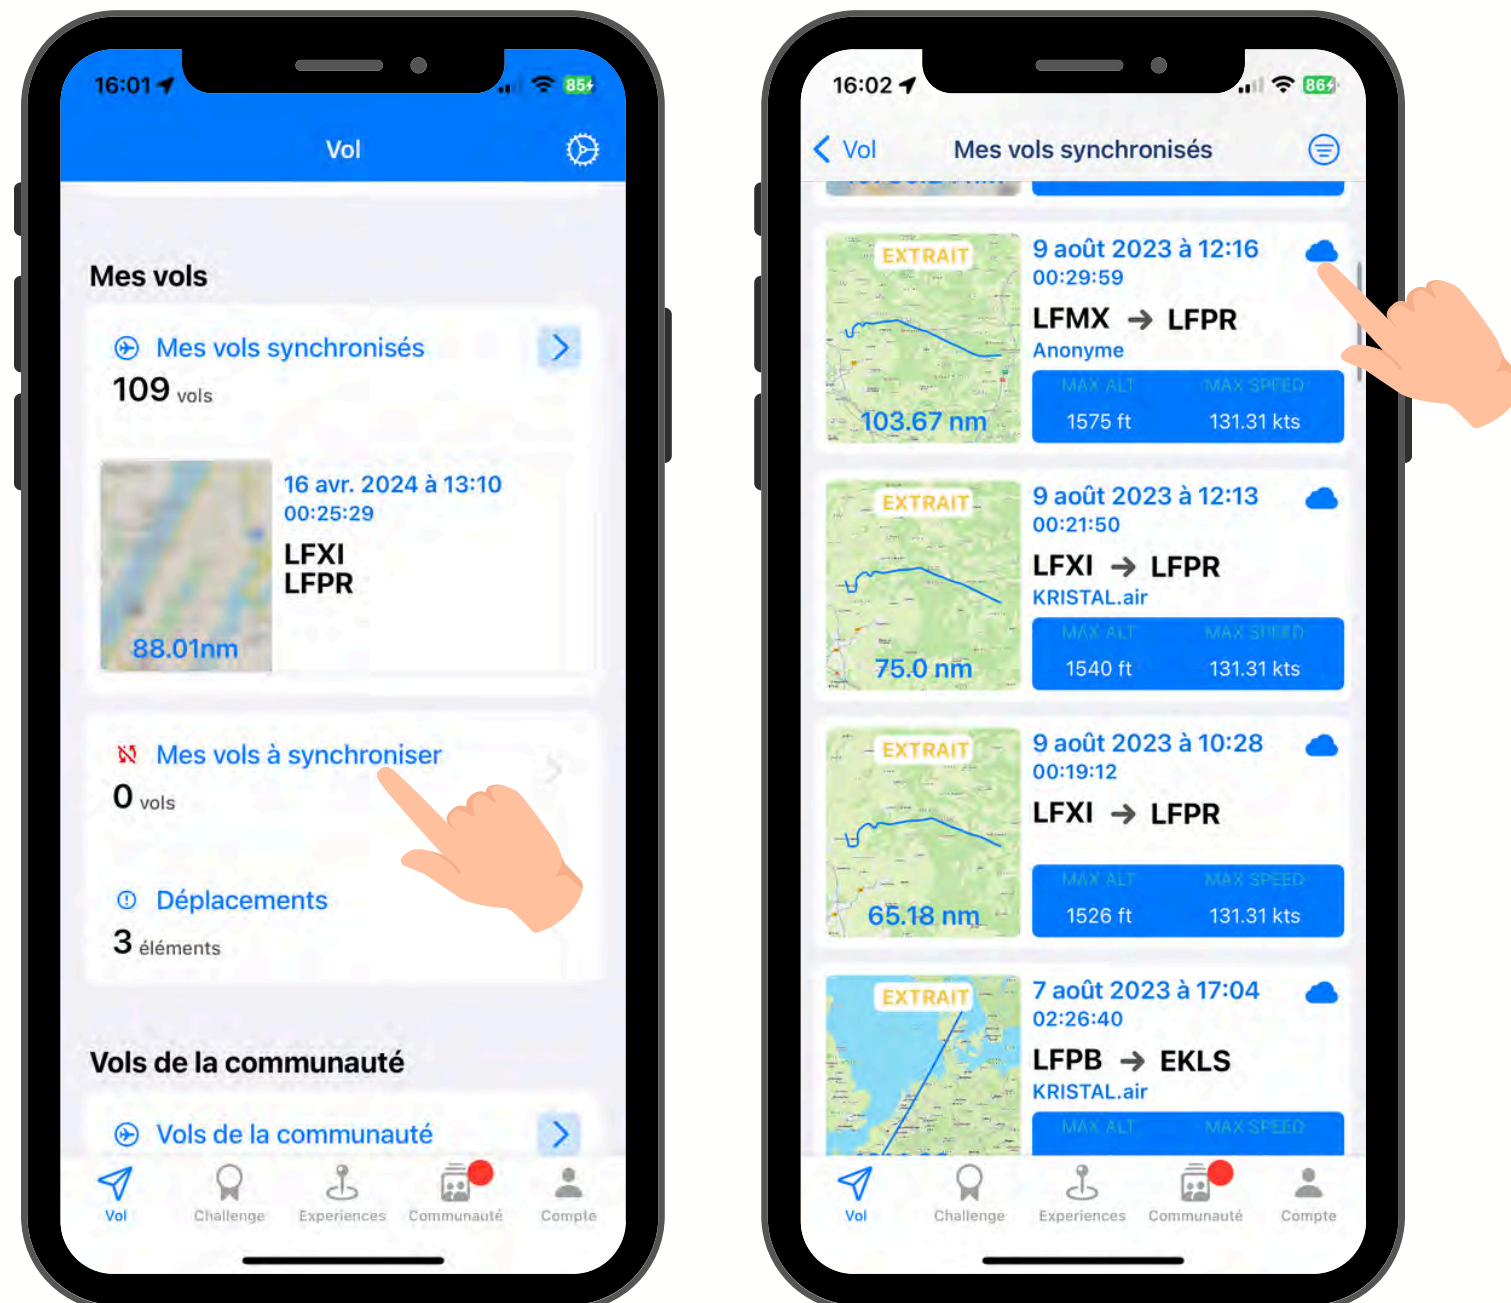 16:01
85
Vol
Mes vols
Mes vols synchronisés
109 vols
16 avr. 2024 à 13:10
00:25:29
LFXI
LFPR
88.01nm
Mes vols à synchroniser
0 vols
Déplacements
3 éléments
Vols de la communauté
Vols de la communauté
Vol
Challenge
Experiences
Communauté
Compte
16:02
86
Vol
Mes vols synchronisés
EXTRAIT
9 août 2023 à 12:16
00:29:59
LFMX → LFPR
Anonyme
MAX ALT MAX SPEED
103.67 nm
1575 ft 131.31 kts
EXTRAIT
9 août 2023 à 12:13
00:21:50
LFXI → LFPR
KRISTAL.air
MAX ALT MAX SPEED
75.0 nm
1540 ft 131.31 kts
EXTRAIT
9 août 2023 à 10:28
00:19:12
LFXI → LFPR
MAX ALT MAX SPEED
65.18 nm
1526 ft 131.31 kts
EXTRAIT
7 août 2023 à 17:04
02:26:40
LFPB → EKLS
KRISTAL.air
MAX ALT MAX SPEED
Vol
Challenge
Experiences
Communauté
Compte